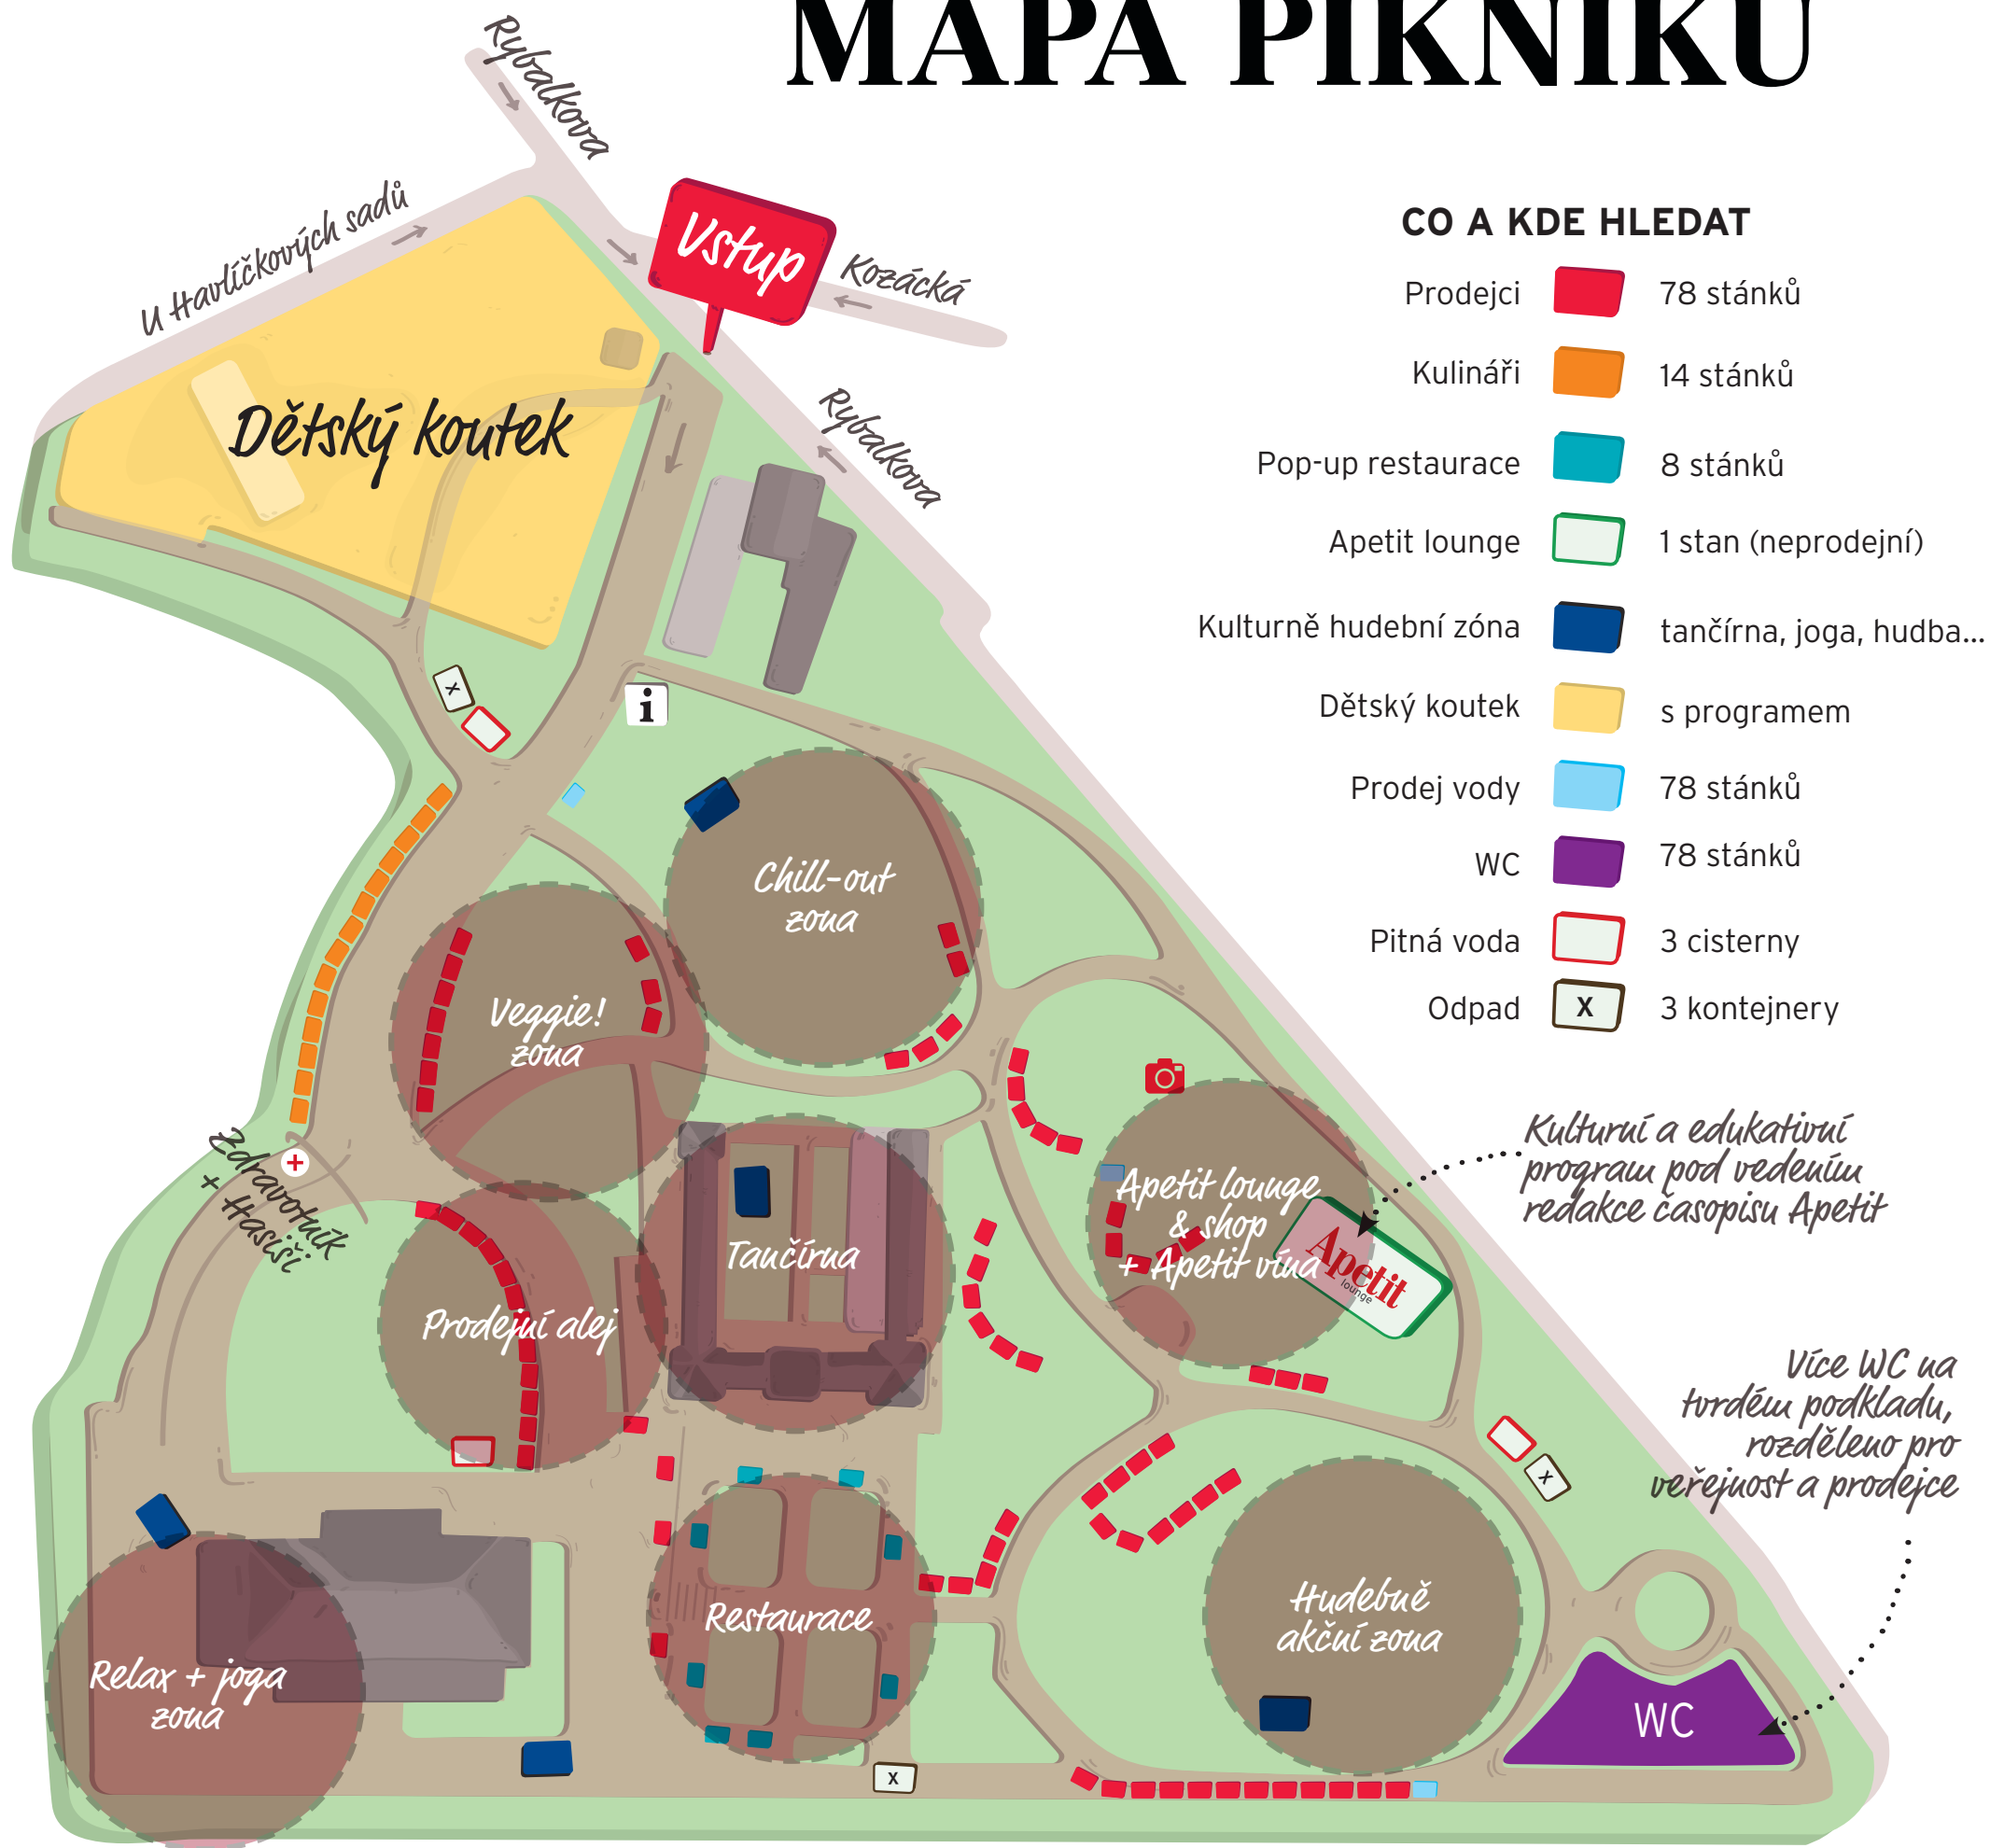 MAPA PIKNIKU
Rybalkova
U Havlíčkových sadů
Vstup
Kozácká
Rybalkova
Dětský koutek
CO A KDE HLEDAT
Prodejci 78 stánků
Kulináři 14 stánků
Pop-up restaurace 8 stánků
Apetit lounge 1 stan (neprodejní)
Kulturně hudební zóna tančírna, joga, hudba...
Dětský koutek s programem
Prodej vody 78 stánků
WC 78 stánků
Pitná voda 3 cisterny
Odpad X 3 kontejnery
X
i
Chill-out
zona
Veggie!
zona
Zdravotník
+ Hasiči
Tančírna
Prodejní alej
Apetit lounge
& shop
+ Apetit vína
Apetit
lounge
Kulturní a edukativní
program pod vedením
redakce časopisu Apetit
Více WC na
tvrdém podkladu,
rozděleno pro
veřejnost a prodejce
X
Restaurace
Hudebně
akční zona
Relax + joga
zona
WC
X